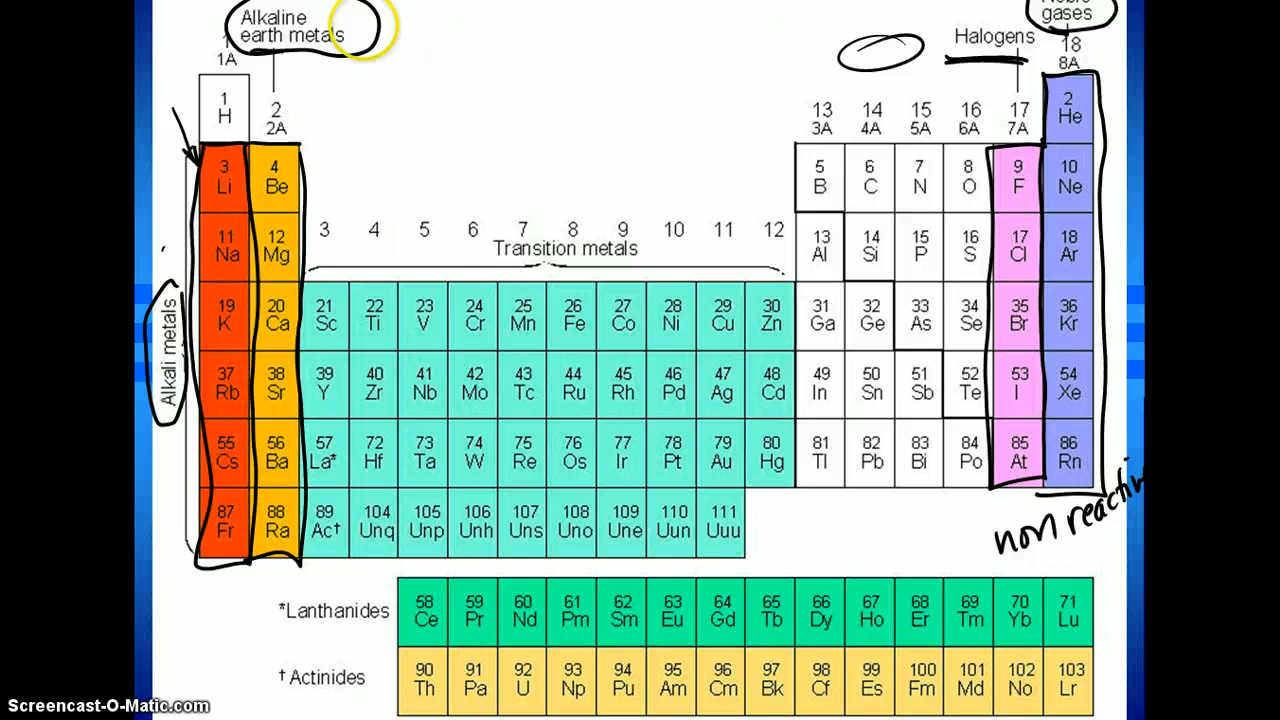 Alkaline
earth metals
Noble
gases
Halogens
1
1A
18
8A
1
H
2
2A
13 14 15 16 17
3A 4A 5A 6A 7A
2
He
3 4 5 6 7 8 9 10
Li Be B C N O F Ne
3 4 5 6 7 8 9 10 11 12
Transition metals
11 12 13 14 15 16 17 18
Na Mg Al Si P S Cl Ar
19 20 21 22 23 24 25 26 27 28 29 30 31 32 33 34 35 36
K Ca Sc Ti V Cr Mn Fe Co Ni Cu Zn Ga Ge As Se Br Kr
Alkali metals
37 38 39 40 41 42 43 44 45 46 47 48 49 50 51 52 53 54
Rb Sr Y Zr Nb Mo Tc Ru Rh Pd Ag Cd In Sn Sb Te I Xe
55 56 57 72 73 74 75 76 77 78 79 80 81 82 83 84 85 86
Cs Ba La* Hf Ta W Re Os Ir Pt Au Hg Tl Pb Bi Po At Rn
87 88 89 104 105 106 107 108 109 110 111
Fr Ra Ac† Unq Unp Unh Uns Uno Une Uun Uuu
non reactiv
*Lanthanides
58 59 60 61 62 63 64 65 66 67 68 69 70 71
Ce Pr Nd Pm Sm Eu Gd Tb Dy Ho Er Tm Yb Lu
† Actinides
90 91 92 93 94 95 96 97 98 99 100 101 102 103
Th Pa U Np Pu Am Cm Bk Cf Es Fm Md No Lr
Screencast-O-Matic.com